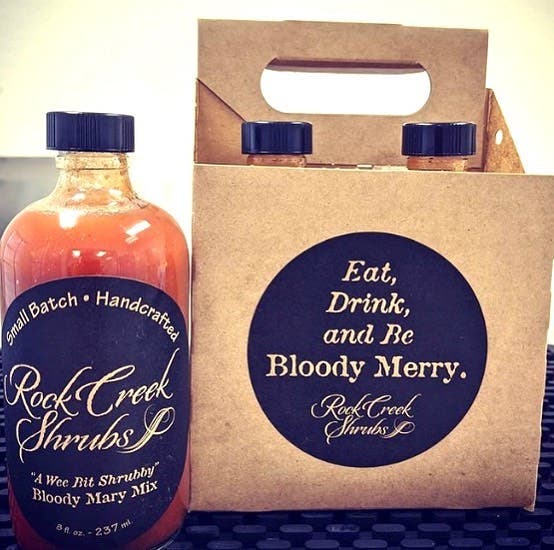 Small Batch • Handcrafted
Rock Creek
Shrubs
"A Wee Bit Shrubby"
Bloody Mary Mix
8 fl. oz. - 237 ml.
Eat,
Drink,
and Be
Bloody Merry.
Rock Creek
Shrubs